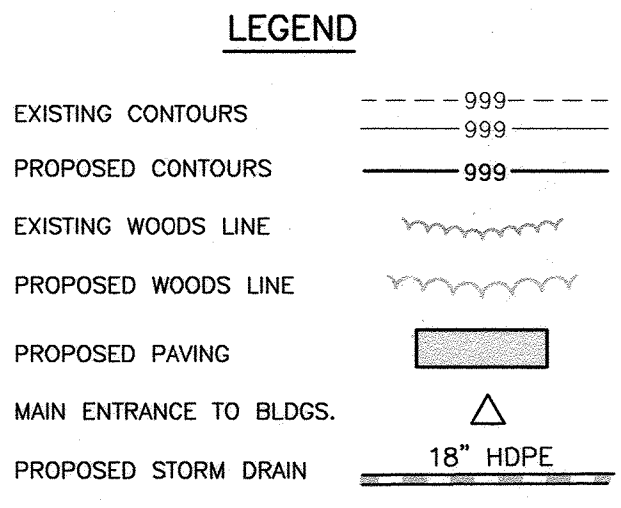 LEGEND
EXISTING CONTOURS 999
999
PROPOSED CONTOURS 999
EXISTING WOODS LINE
PROPOSED WOODS LINE
PROPOSED PAVING
MAIN ENTRANCE TO BLDGS.
PROPOSED STORM DRAIN 18" HDPE